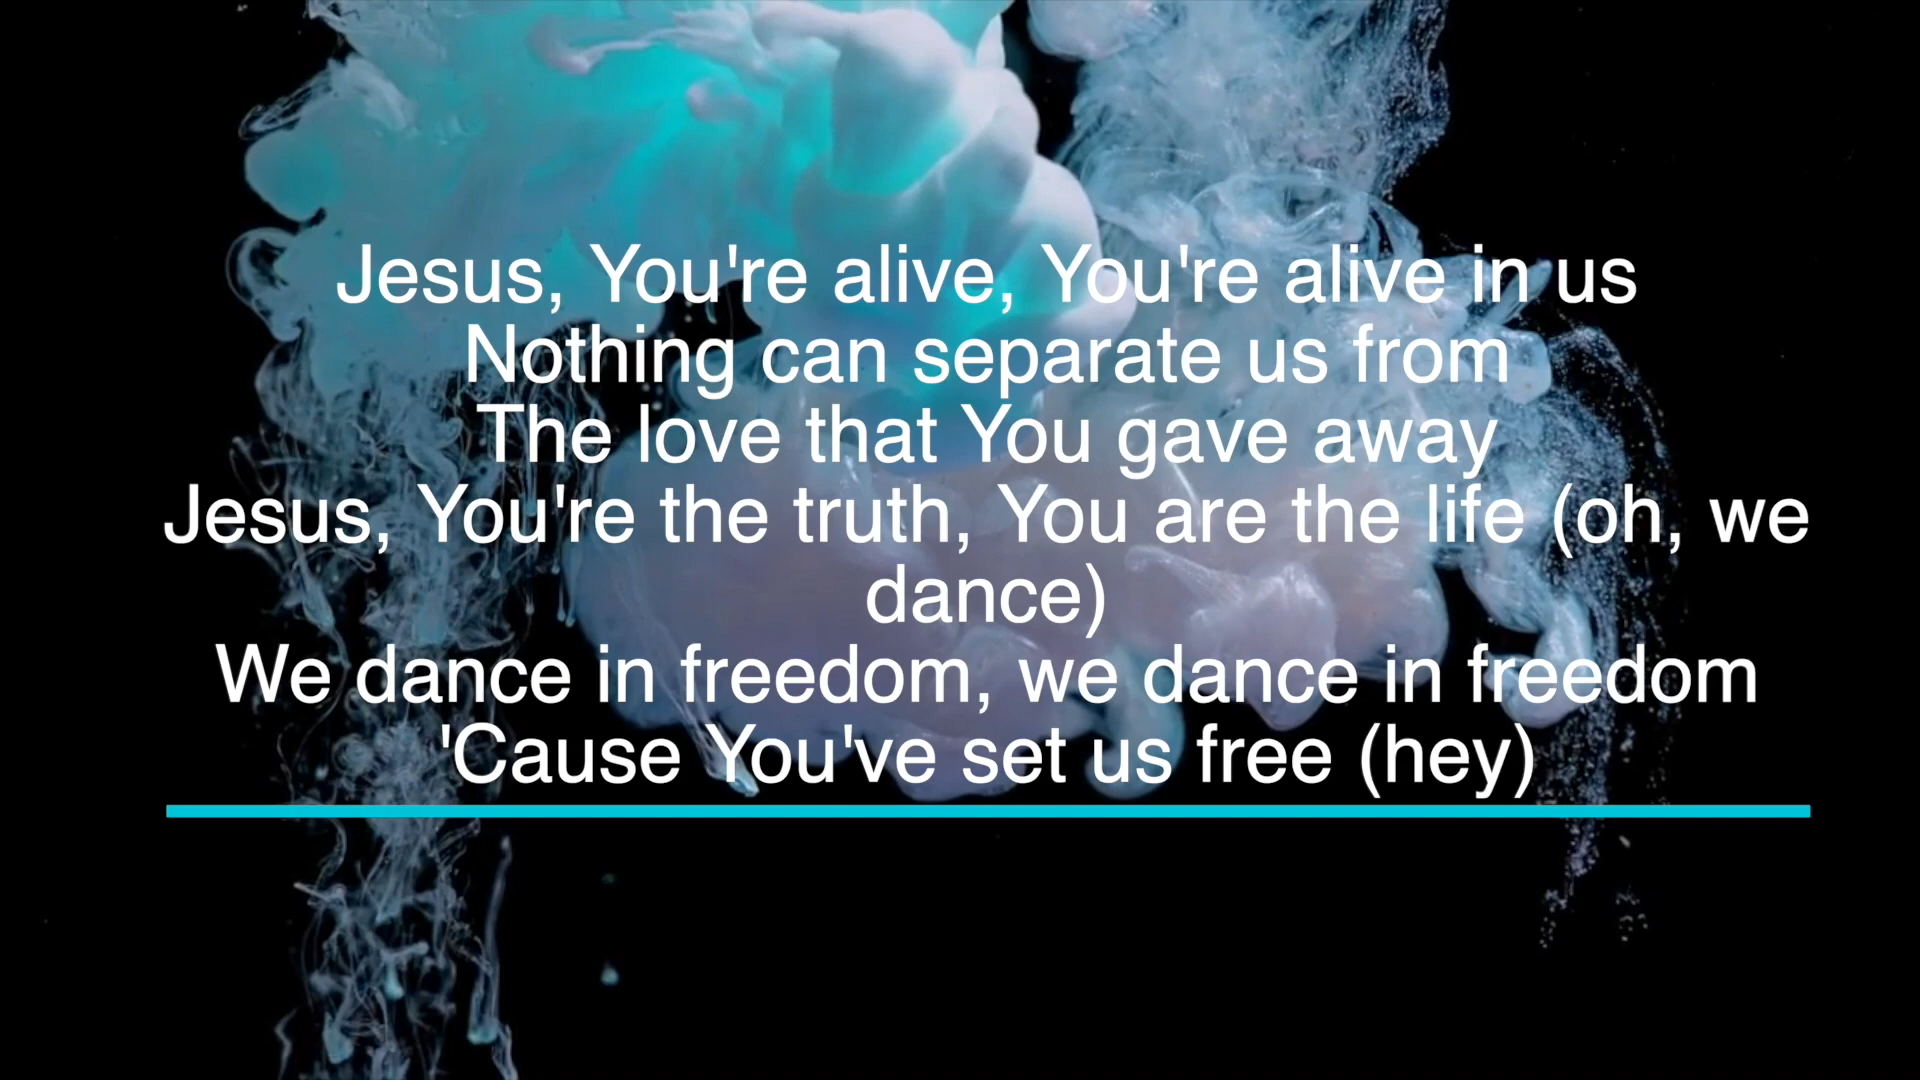 Jesus, You're alive, You're alive in us
Nothing can separate us from
The love that You gave away
Jesus, You're the truth, You are the life (oh, we
dance)
We dance in freedom, we dance in freedom
'Cause You've set us free (hey)